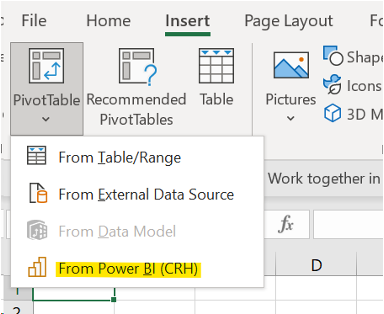 File Home Insert Page Layout Fo
PivotTable Recommended PivotTables Table Pictures Shape
Icons
3D M
From Table/Range
From External Data Source
Work together in
From Data Model
fx
From Power BI (CRH)
D
1
2